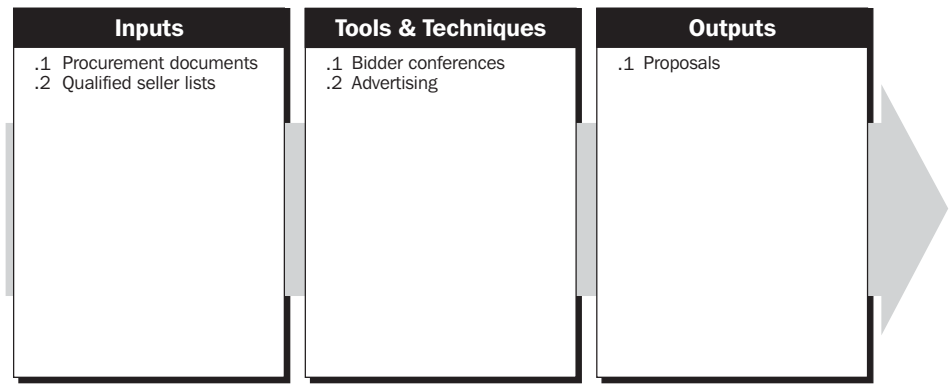 Inputs
.1 Procurement documents
.2 Qualified seller lists
Tools & Techniques
.1 Bidder conferences
.2 Advertising
Outputs
.1 Proposals